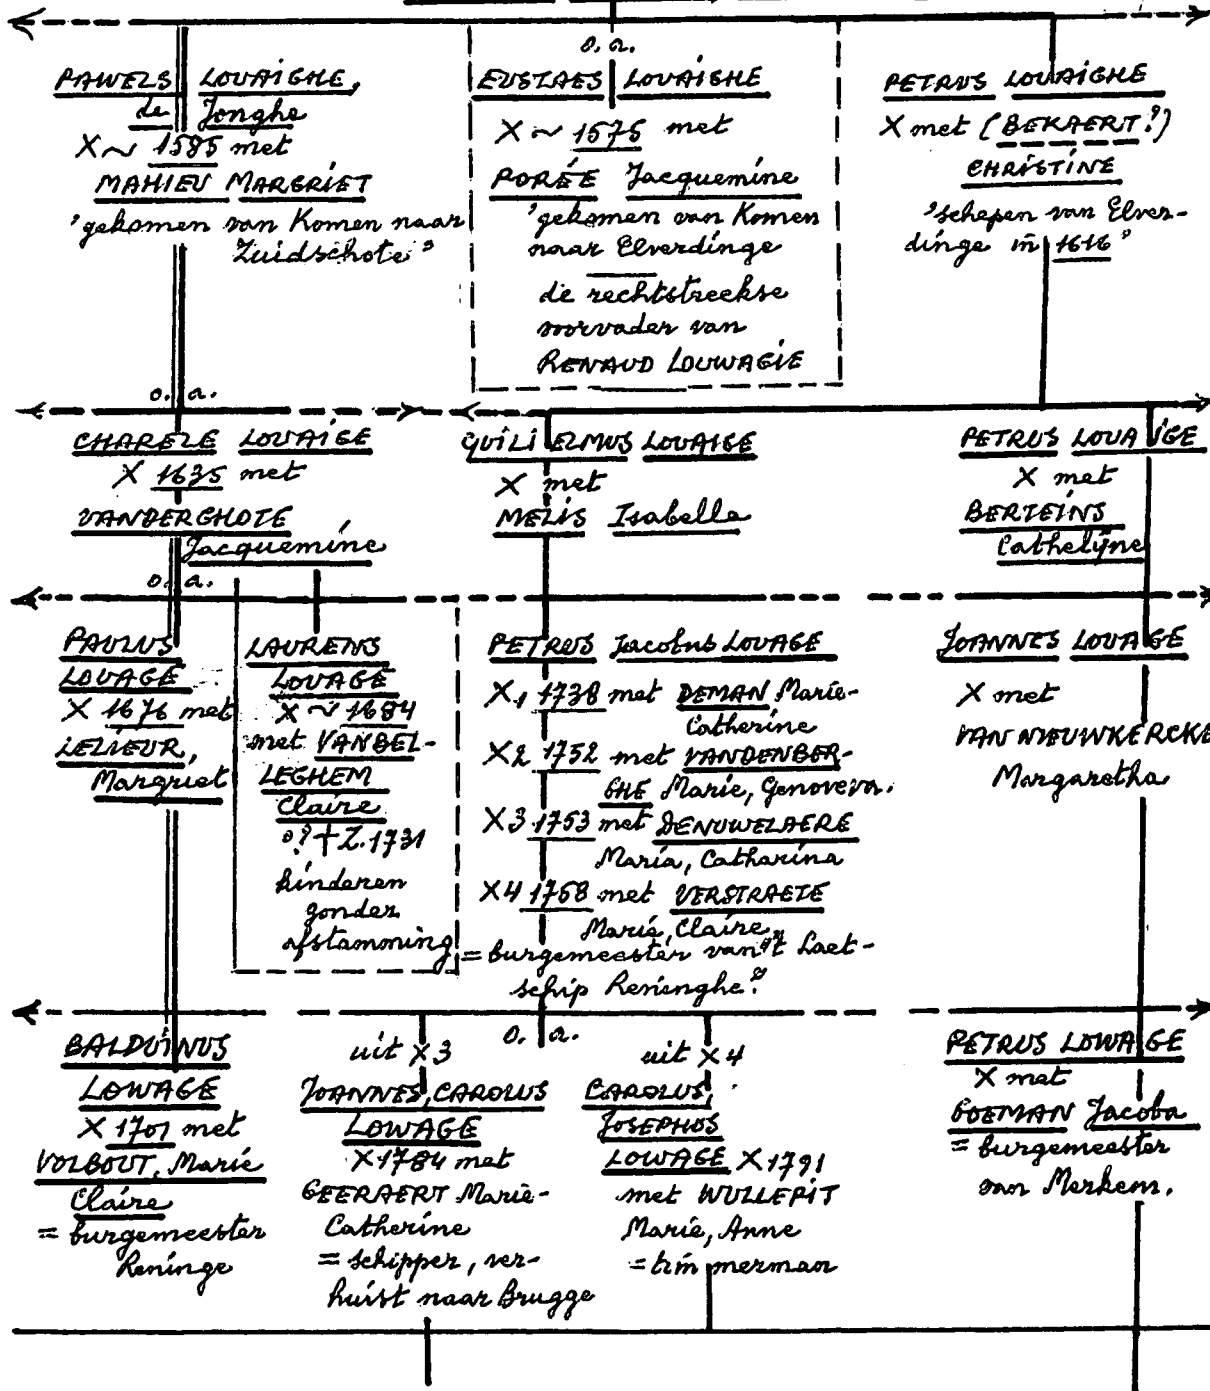 o. a.
PAWELS LOUAIGHE,
de Jonghe
X ~ 1585 met
MAHIEU MARGRIET
'gekomen van Komen naar
Zuidschote'
EUSTAES LOUAIGHE
X ~ 1575 met
PORÉE Jacquemine
'gekomen van Komen
naar Elverdinge
de rechtstreekse
voorvader van
RENAUD LOUWAGIE
PETRUS LOUAIGHE
X met (BEKAERT?)
CHRISTINE
'schepen van Elver-
dinge in 1616'
o. a.
CHARELE LOUAIGE
X 1635 met
VANDERGHOTE
Jacquemine
GUILIELMUS LOUAIGE
X met
MELIS Isabella
PETRUS LOUAIGE
X met
BERTEINS
Cathelijne
o. a.
PAULUS
LOUAGE
X 1676 met
LELIEUR,
Margriet
LAURENS
LOUAGE
X ~ 1684
met VANBEL-
LEGHEM
Claire
o? + Z. 1731
kinderen
zonder
afstamming
PETRUS Jacobus LOUAGE
X1 1738 met DEMAN Marie-
Catherine
X2 1752 met VANDENBER-
GHE Marie, Genoveva.
X3 1753 met DENUWELAERE
Maria, Catharina
X4 1768 met VERSTRAETE
Marie, Claire
= burgemeester van 't Laet-
schip Reninghe?
JOANNES LOUAGE
X met
VAN NIEUWKERCKE
Margaretha
o. a.
BALDUINUS
LOWAGE
X 1701 met
VOLBOUT, Marie
Claire
= burgemeester
Reninge
uit X3
JOANNES, CAROLUS
LOWAGE
X 1784 met
GEERAERT Marie-
Catherine
= schipper, ver-
huist naar Brugge
uit X4
CAROLUS,
JOSEPHUS
LOWAGE X 1791
met WULLEPIT
Marie, Anne
= timmerman
PETRUS LOWAGE
X met
GOEMAN Jacoba
= burgemeester
van Merkem.